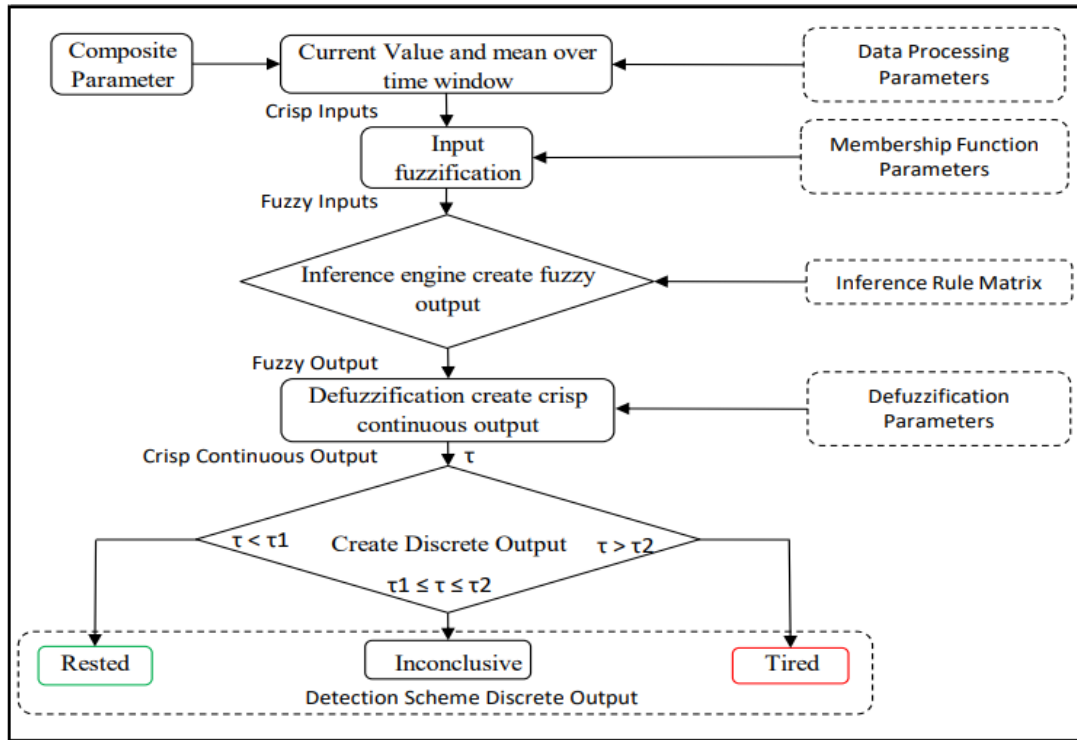 Composite
Parameter
Current Value and mean over
time window
Data Processing
Parameters
Crisp Inputs
Input
fuzzification
Membership Function
Parameters
Fuzzy Inputs
Inference engine create fuzzy
output
Inference Rule Matrix
Fuzzy Output
Defuzzification create crisp
continuous output
Defuzzification
Parameters
Crisp Continuous Output
τ
τ < τ1
Create Discrete Output
τ > τ2
τ1 ≤ τ ≤ τ2
Rested
Inconclusive
Tired
Detection Scheme Discrete Output